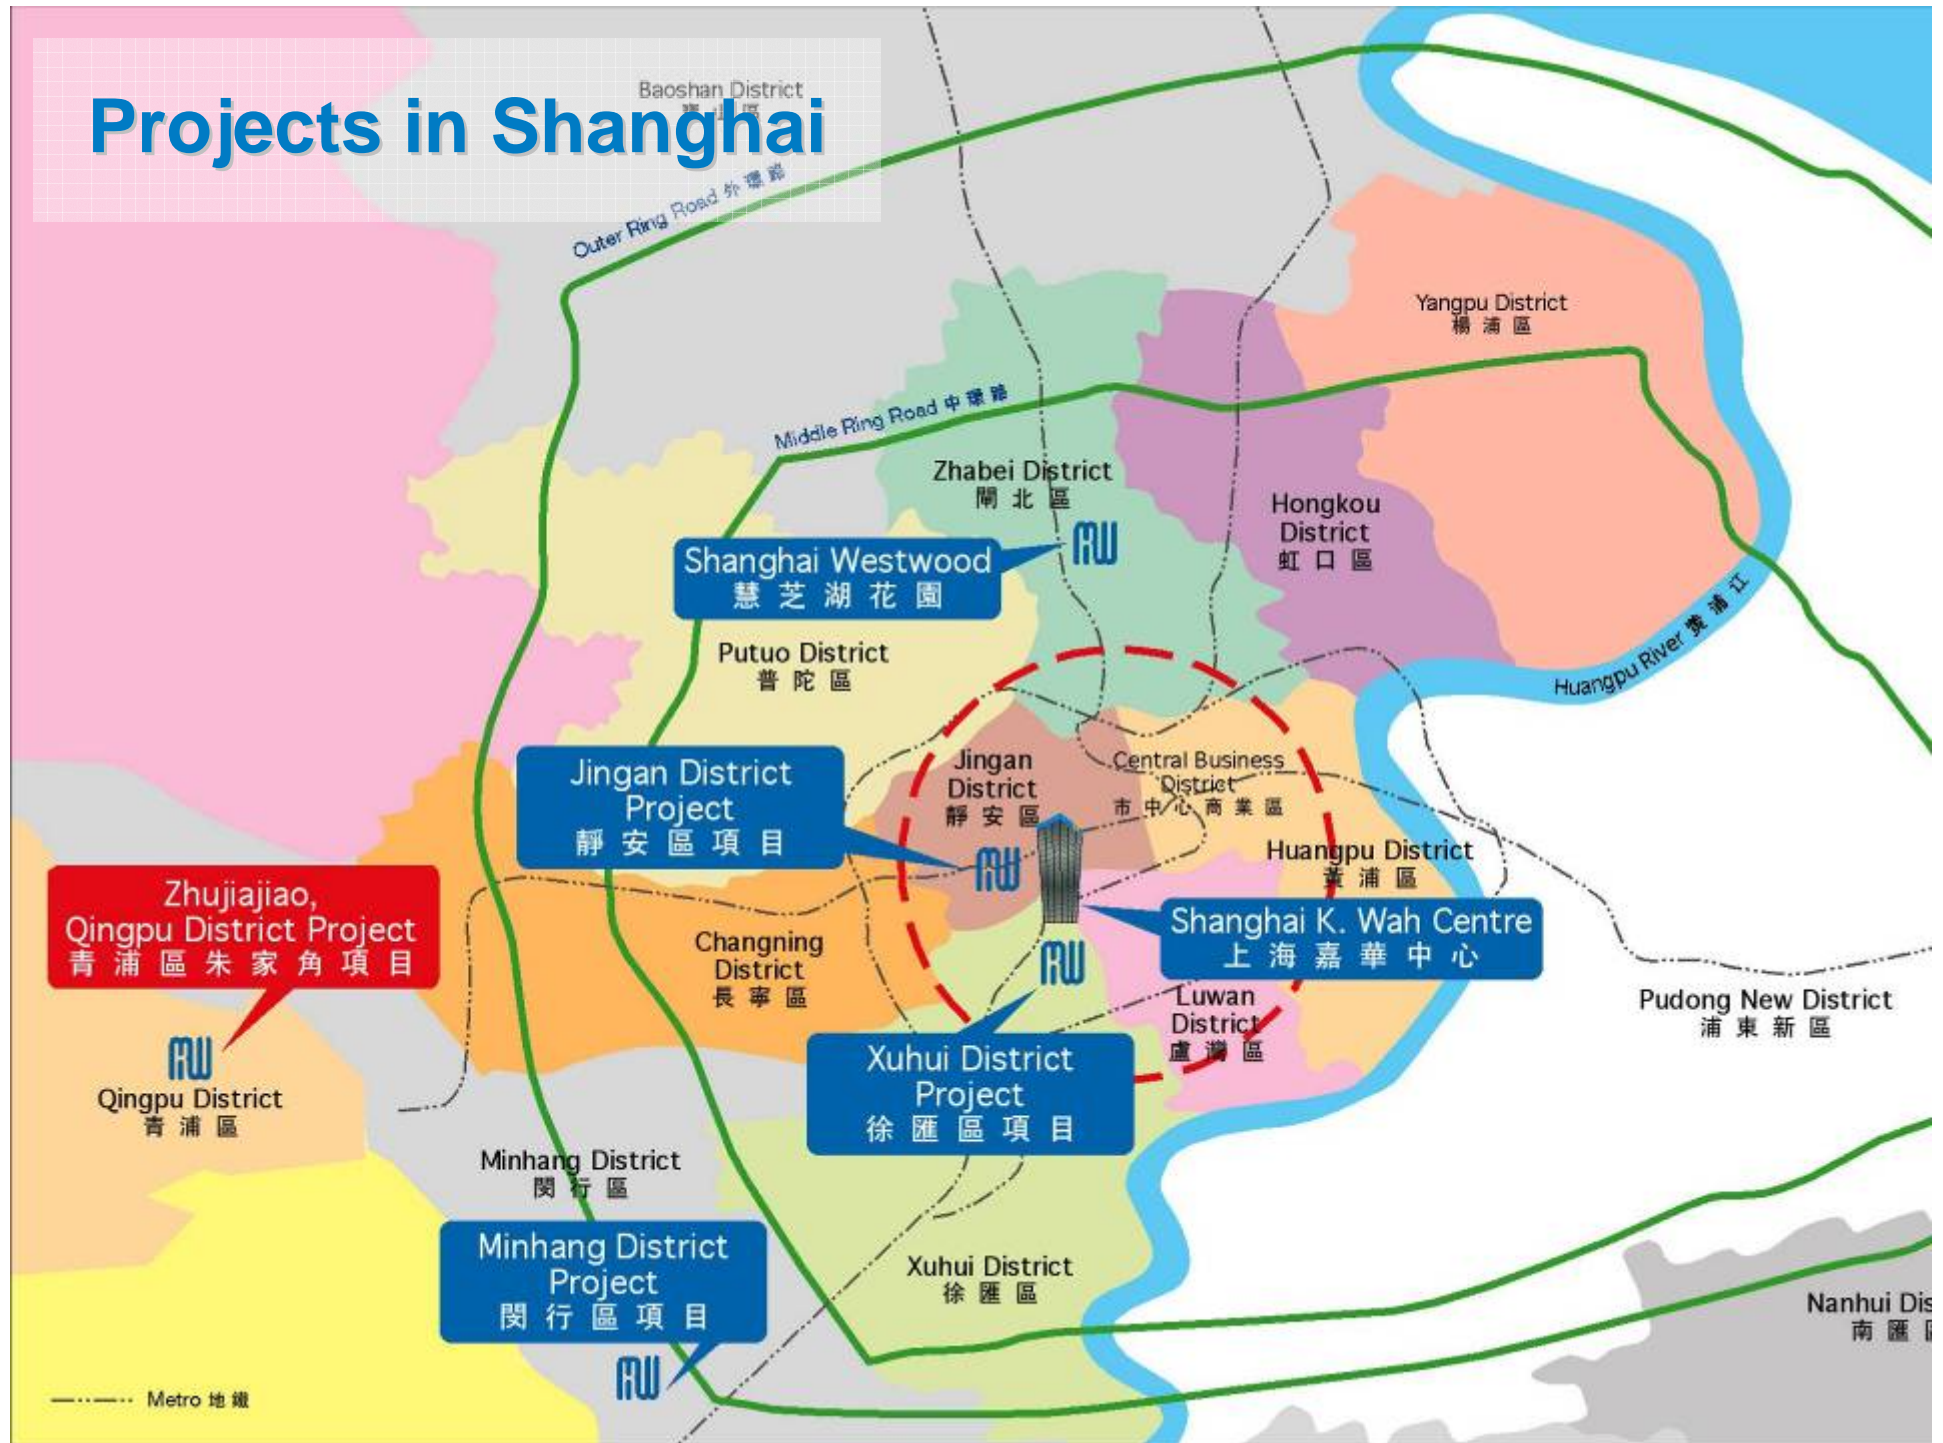 Projects in Shanghai
Baoshan District
寶山區
Outer Ring Road 外環路
Yangpu District
楊浦區
Middle Ring Road 中環路
Zhabei District
閘北區
Hongkou
District
虹口區
Shanghai Westwood
慧芝湖花園
Putuo District
普陀區
Huangpu River 黃浦江
Jingan District
Project
靜安區項目
Jingan
District
靜安區
Central Business
District
市中心商業區
Huangpu District
黃浦區
Zhujiajiao,
Qingpu District Project
青浦區朱家角項目
Changning
District
長寧區
Shanghai K. Wah Centre
上海嘉華中心
Luwan
District
盧灣區
Pudong New District
浦東新區
Xuhui District
Project
徐匯區項目
Qingpu District
青浦區
Minhang District
閔行區
Minhang District
Project
閔行區項目
Xuhui District
徐匯區
Nanhui Dis
南匯
Metro 地鐵